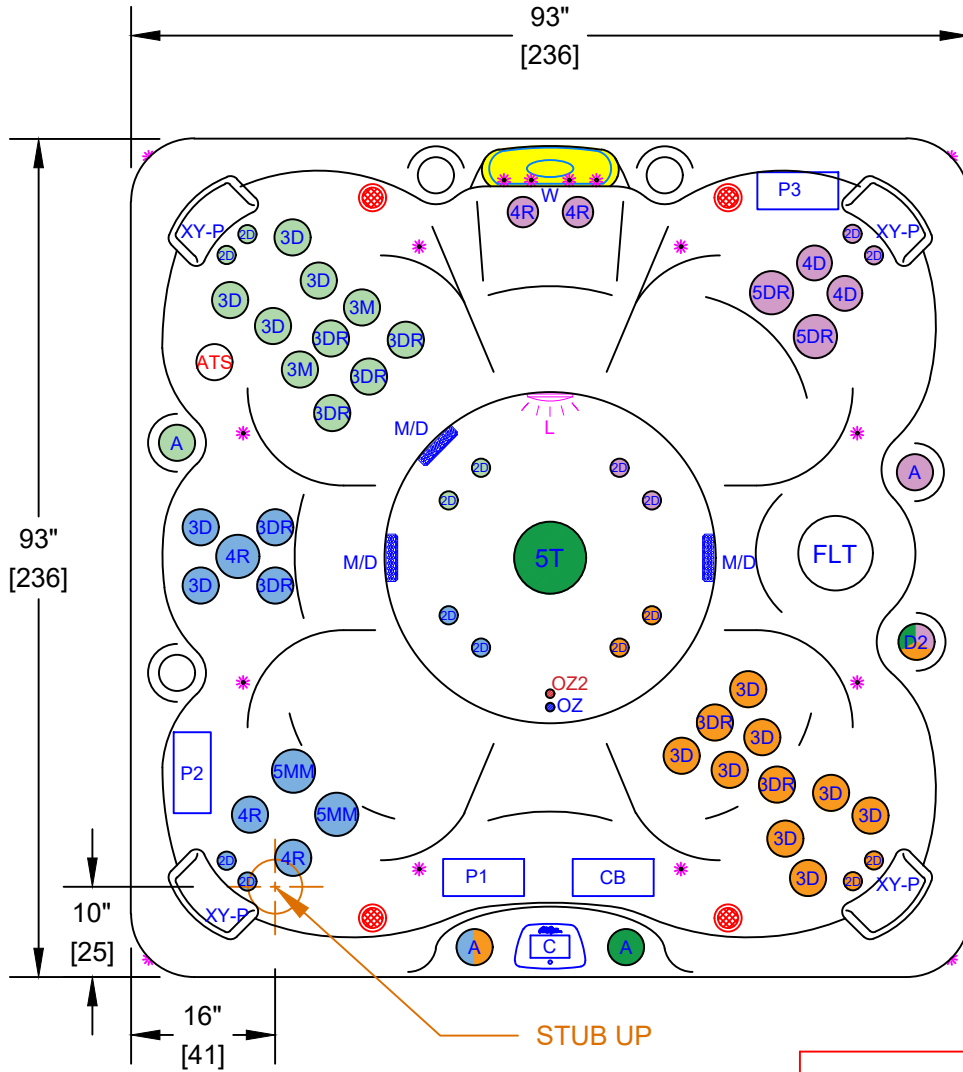 93"
[236]
P3
W
4R 4R
XY-P 2D 3D 2D XY-P
2D 2D
3D 4D
3D 3M 5DR 4D
3D 3DR 3DR 5DR
ATS 3M 3DR
3DR
M/D L
A A
2D 2D
2D 2D
3D 3DR
93"
[236]
4R M/D 5T M/D FLT
3D 3DR
2D 2D
2D 2D D2
OZ2
OZ
3D
3DR 3D
3D 3D 3DR
P2 5MM 3D
4R 5MM 3D
3D
4R
2D 2D
2D P1 CB 3D 2D
XY-P XY-P
10"
[25]
A C A
16"
[41]
STUB UP